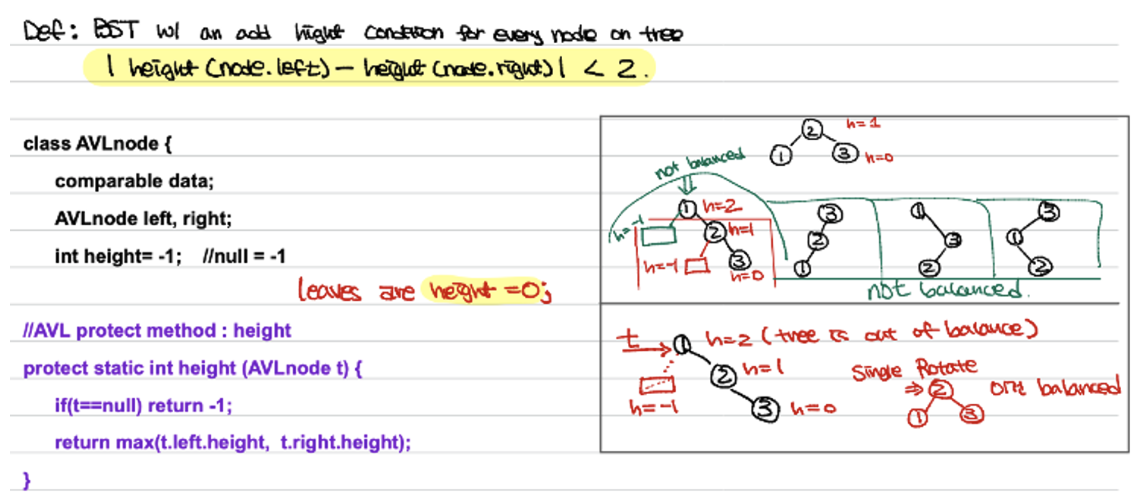 Def: BST w/ an add hight condition for every node on tree
| height (node.left) - height (node.right) | < 2.
class AVLnode {
comparable data;
AVLnode left, right;
int height= -1; //null = -1
leaves are height =0;
//AVL protect method : height
protect static int height (AVLnode t) {
if(t==null) return -1;
return max(t.left.height, t.right.height);
}
2 h=1
1 3 h=0
not balanced
1 h=2
h=-1
2 h=1
h=-1
3 h=0
3
2
1
1
3
2
3
1
2
not balanced.
t
1 h=2 (tree is out of balance)
h=-1
2 h=1
3 h=0
Single Rotate
⇒ 2 balanced
1 3